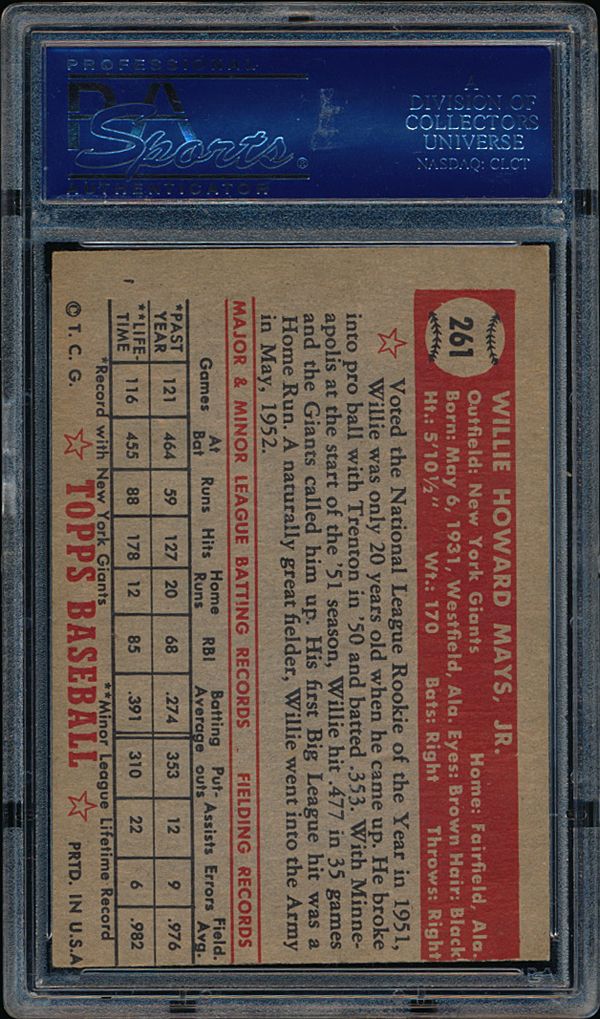 PROFESSIONAL
PSA
Sports
®
AUTHENTICATOR
A
DIVISION OF
COLLECTORS
UNIVERSE
NASDAQ: CLCT
261
WILLIE HOWARD MAYS, JR.
Outfield: New York Giants Home: Fairfield, Ala.
Born: May 6, 1931, Westfield, Ala. Eyes: Brown Hair: Black
Ht.: 5'10½" Wt.: 170 Bats: Right Throws: Right
Voted the National League Rookie of the Year in 1951,
Willie was only 20 years old when he came up. He broke
into pro ball with Trenton in '50 and batted .353. With Minne-
apolis at the start of the '51 season, Willie hit .477 in 35 games
and the Giants called him up. His first Big League hit was a
Home Run. A naturally great fielder, Willie went into the Army
in May, 1952.
MAJOR & MINOR LEAGUE BATTING RECORDS . FIELDING RECORDS
Games At Bat Runs Hits Home Runs RBI Batting Average Put-outs Assists Errors Field. Avg.
*PAST YEAR 121 464 59 127 20 68 .274 353 12 9 .976
**LIFE-TIME 116 455 88 178 12 85 .391 310 22 6 .982
*Record with New York Giants **Minor League Lifetime Record
© T. C. G. TOPPS BASEBALL PRTD. IN U.S.A